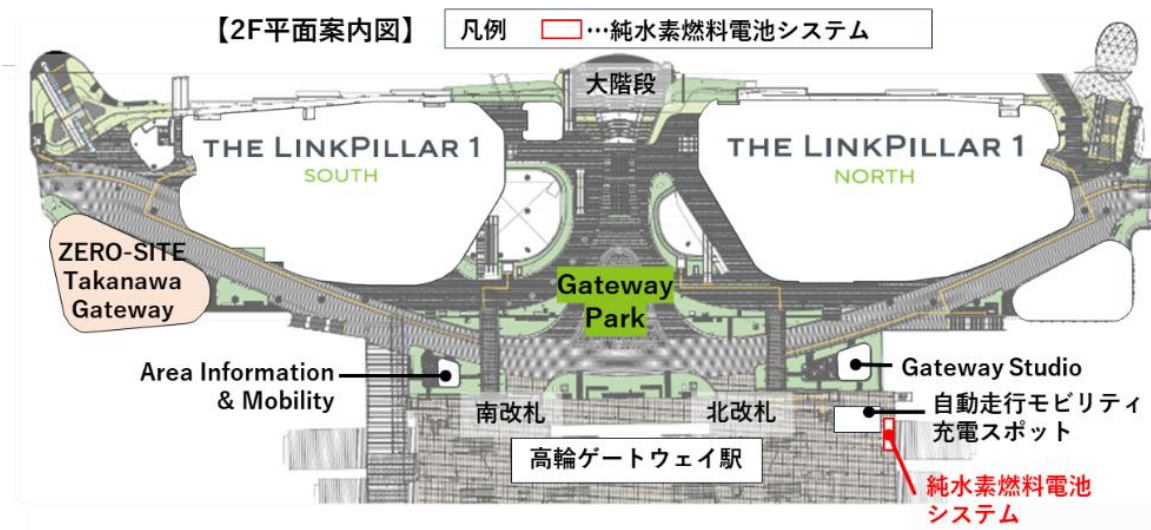 【2F平面案内図】
凡例 …純水素燃料電池システム
大階段
THE LINKPILLAR 1
SOUTH
THE LINKPILLAR 1
NORTH
ZERO-SITE
Takanawa
Gateway
Gateway
Park
Area Information
& Mobility
Gateway Studio
南改札
北改札
自動走行モビリティ
充電スポット
高輪ゲートウェイ駅
純水素燃料電池
システム